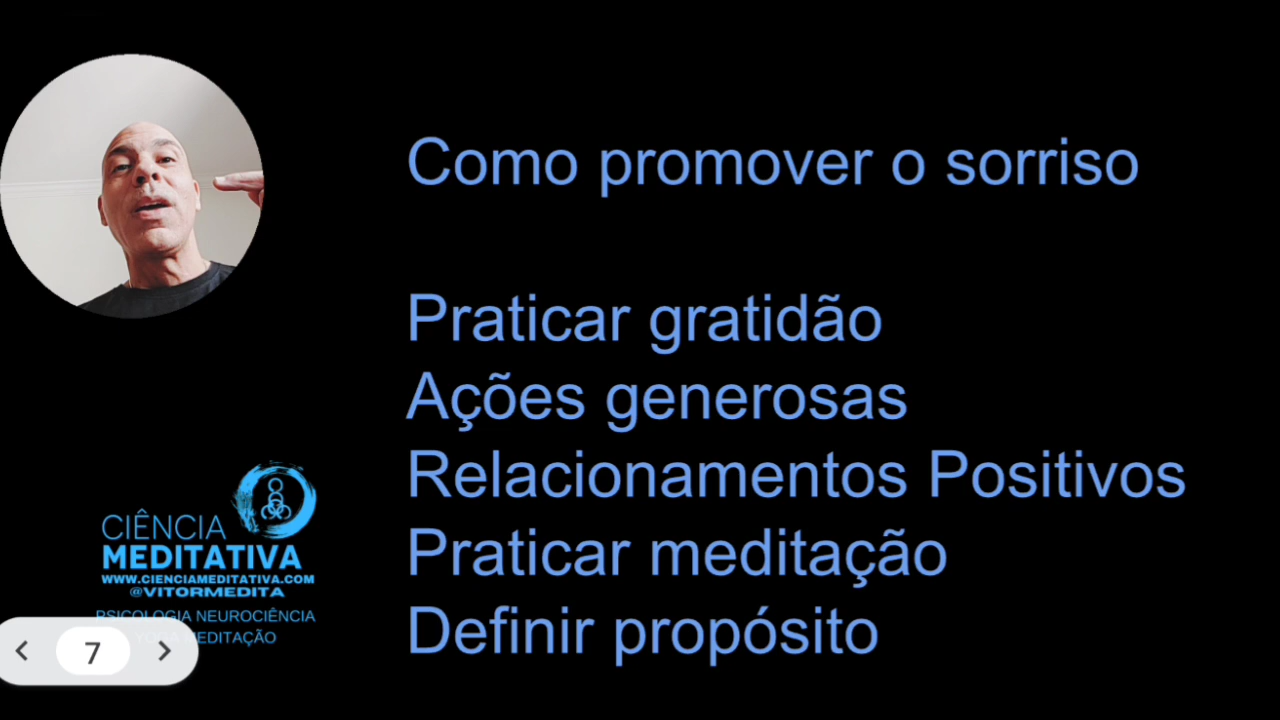 Como promover o sorriso
Praticar gratidão
Ações generosas
Relacionamentos Positivos
Praticar meditação
Definir propósito
CIÊNCIA
MEDITATIVA
WWW.CIENCIAMEDITATIVA.COM
@VITORMEDITA
PSICOLOGIA NEUROCIÊNCIA
YOGA MEDITAÇÃO
7